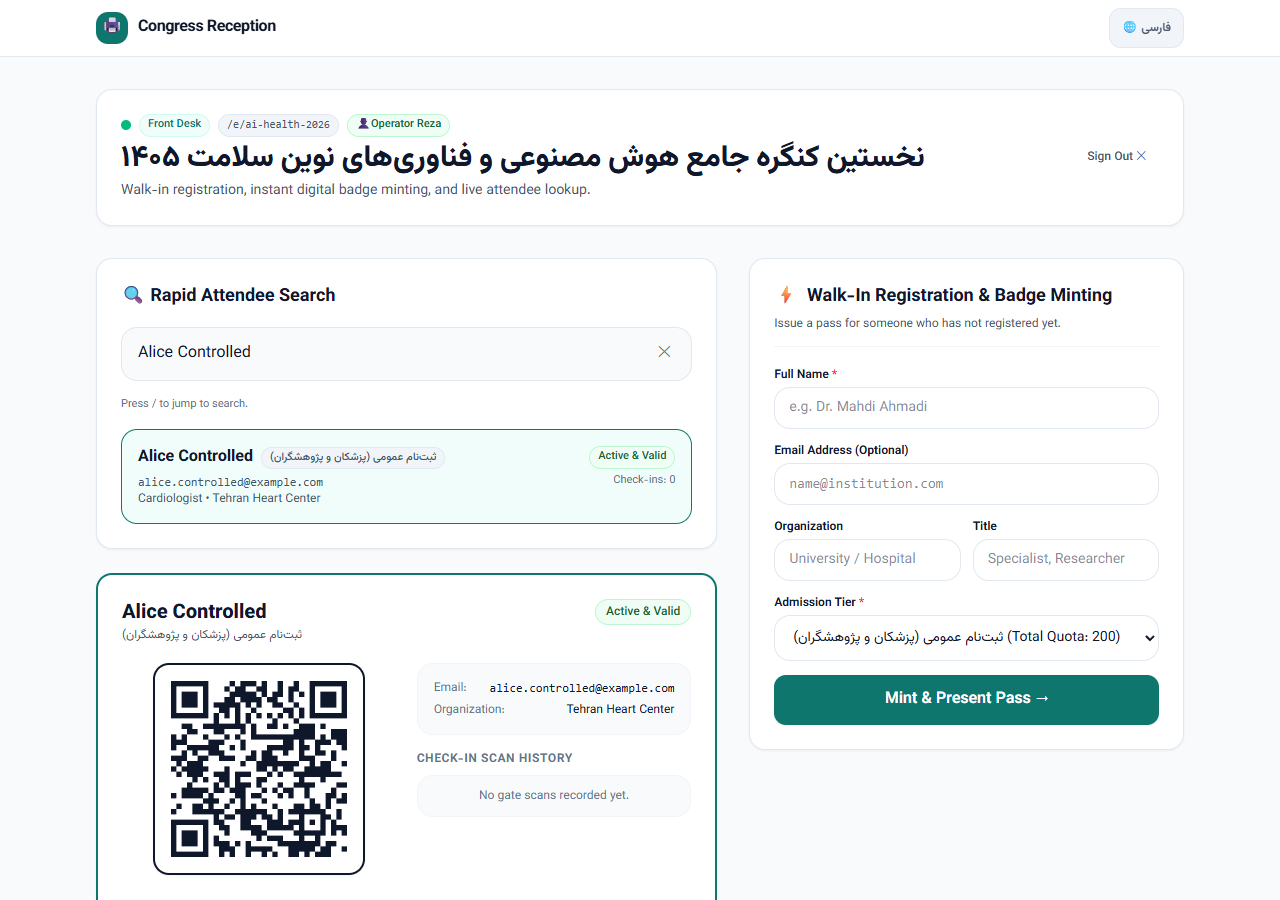 Congress Reception
فارسی
Front Desk
/e/ai-health-2026
Operator Reza
نخستین کنگره جامع هوش مصنوعی و فناوری‌های نوین سلامت ۱۴۰۵
Walk-in registration, instant digital badge minting, and live attendee lookup.
Sign Out
Rapid Attendee Search
Alice Controlled
Press / to jump to search.
Alice Controlled
ثبت‌نام عمومی (پزشکان و پژوهشگران)
Active & Valid
alice.controlled@example.com
Check-ins: 0
Cardiologist • Tehran Heart Center
Alice Controlled
Active & Valid
ثبت‌نام عمومی (پزشکان و پژوهشگران)
Email: alice.controlled@example.com
Organization: Tehran Heart Center
CHECK-IN SCAN HISTORY
No gate scans recorded yet.
Walk-In Registration & Badge Minting
Issue a pass for someone who has not registered yet.
Full Name *
e.g. Dr. Mahdi Ahmadi
Email Address (Optional)
name@institution.com
Organization
Title
University / Hospital
Specialist, Researcher
Admission Tier *
ثبت‌نام عمومی (پزشکان و پژوهشگران) (Total Quota: 200)
Mint & Present Pass →